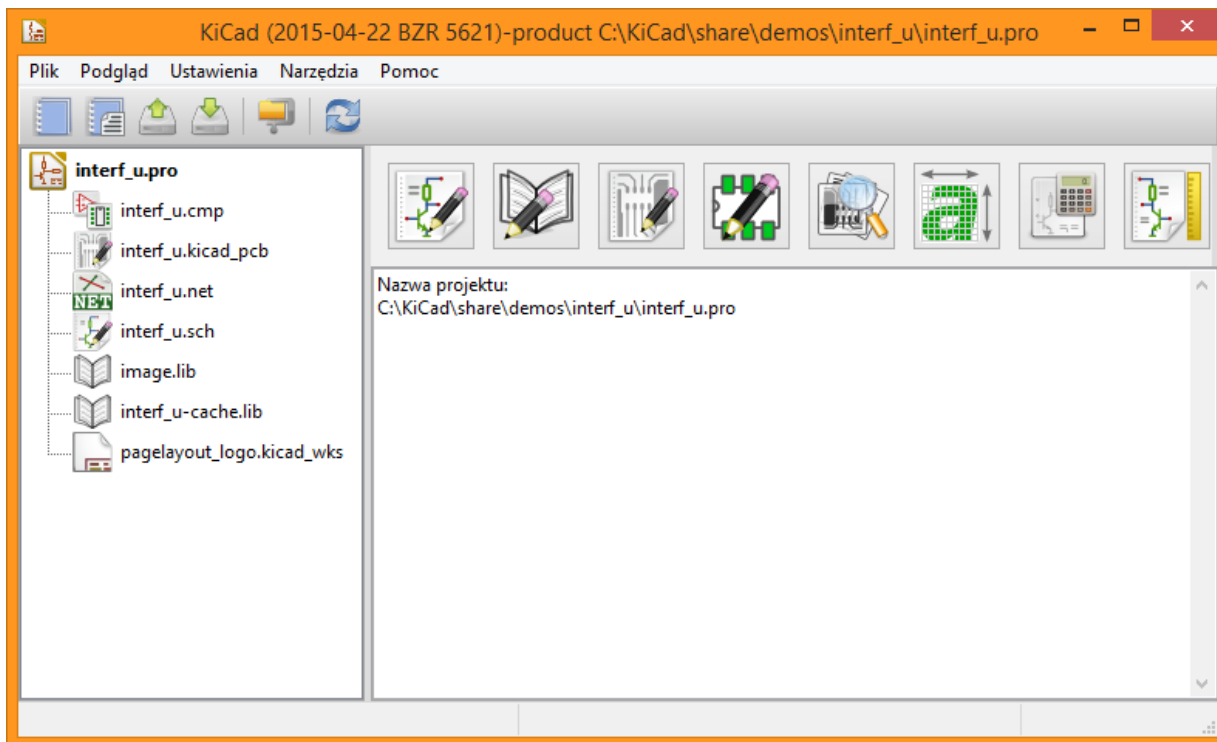 KiCad (2015-04-22 BZR 5621)-product C:\KiCad\share\demos\interf_u\interf_u.pro
Plik Podgląd Ustawienia Narzędzia Pomoc
interf_u.pro
interf_u.cmp
interf_u.kicad_pcb
NET interf_u.net
interf_u.sch
image.lib
interf_u-cache.lib
pagelayout_logo.kicad_wks
a
0
Nazwa projektu:
C:\KiCad\share\demos\interf_u\interf_u.pro